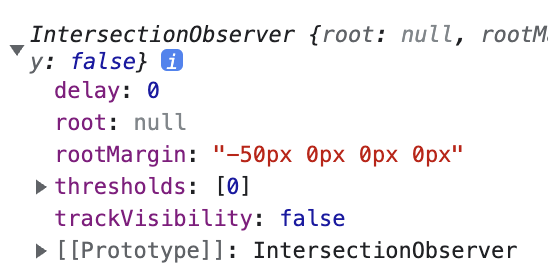 IntersectionObserver {root: null, rootM
y: false} i
delay: 0
root: null
rootMargin: "-50px 0px 0px 0px"
thresholds: [0]
trackVisibility: false
[[Prototype]]: IntersectionObserver